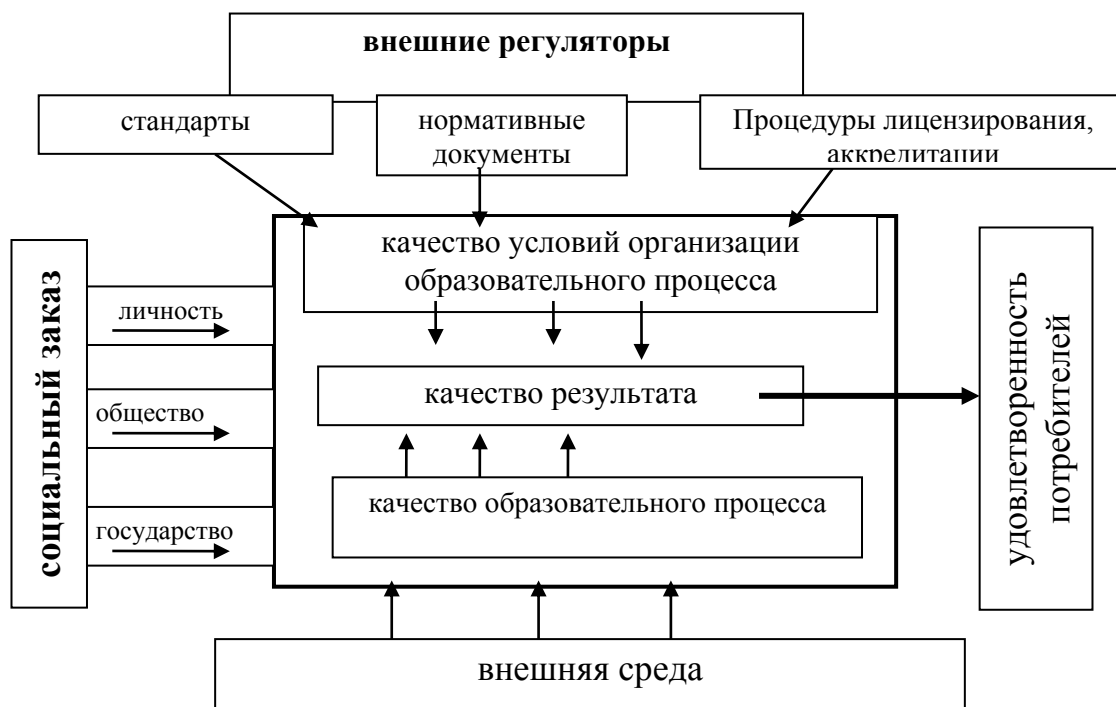 внешние регуляторы
стандарты
нормативные
документы
Процедуры лицензирования,
аккредитации
социальный заказ
личность
общество
государство
качество условий организации
образовательного процесса
качество результата
качество образовательного процесса
удовлетворенность
потребителей
внешняя среда